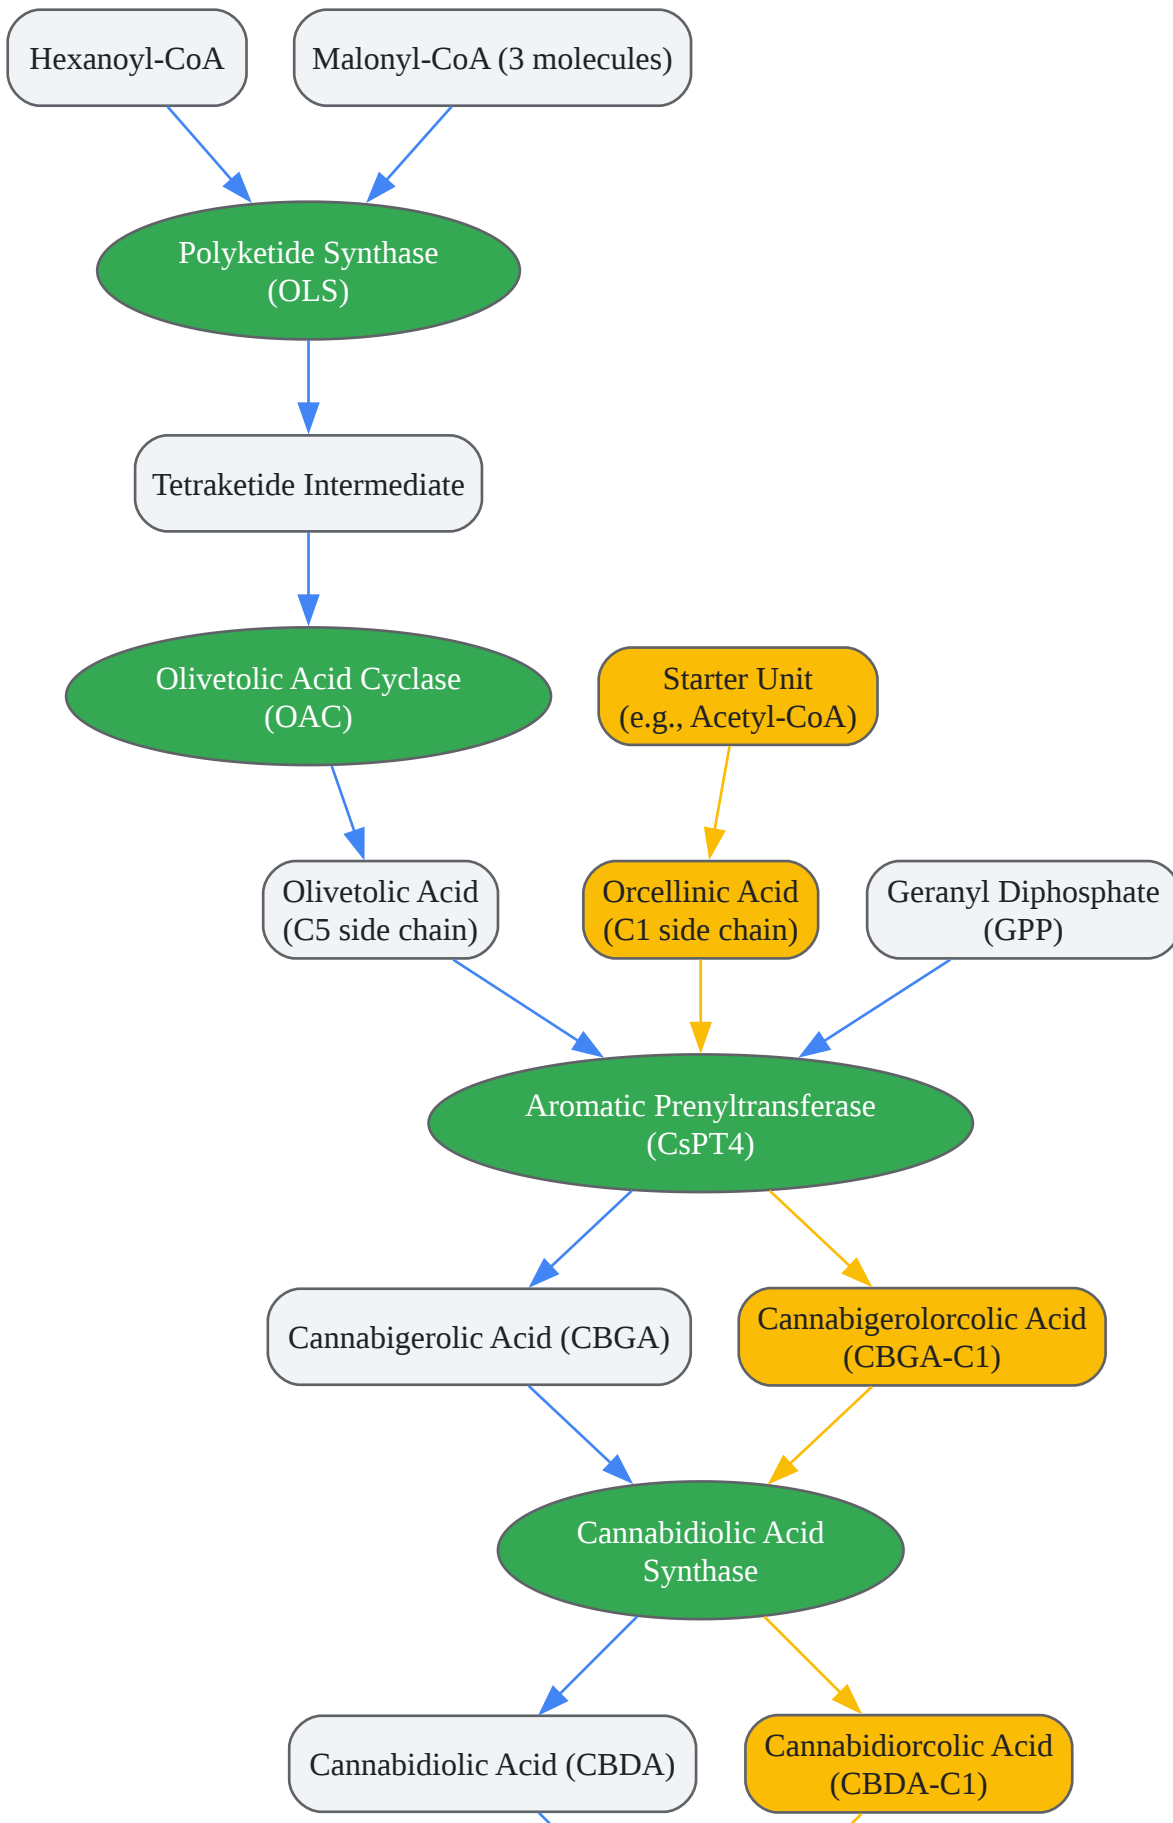 Hexanoyl-CoA
Malonyl-CoA (3 molecules)
Polyketide Synthase
(OLS)
Tetraketide Intermediate
Olivetolic Acid Cyclase
(OAC)
Starter Unit
(e.g., Acetyl-CoA)
Olivetolic Acid
(C5 side chain)
Orcellinic Acid
(C1 side chain)
Geranyl Diphosphate
(GPP)
Aromatic Prenyltransferase
(CsPT4)
Cannabigerolic Acid (CBGA)
Cannabigerolorcolic Acid
(CBGA-C1)
Cannabidiolic Acid
Synthase
Cannabidiolic Acid (CBDA)
Cannabidiorcolic Acid
(CBDA-C1)